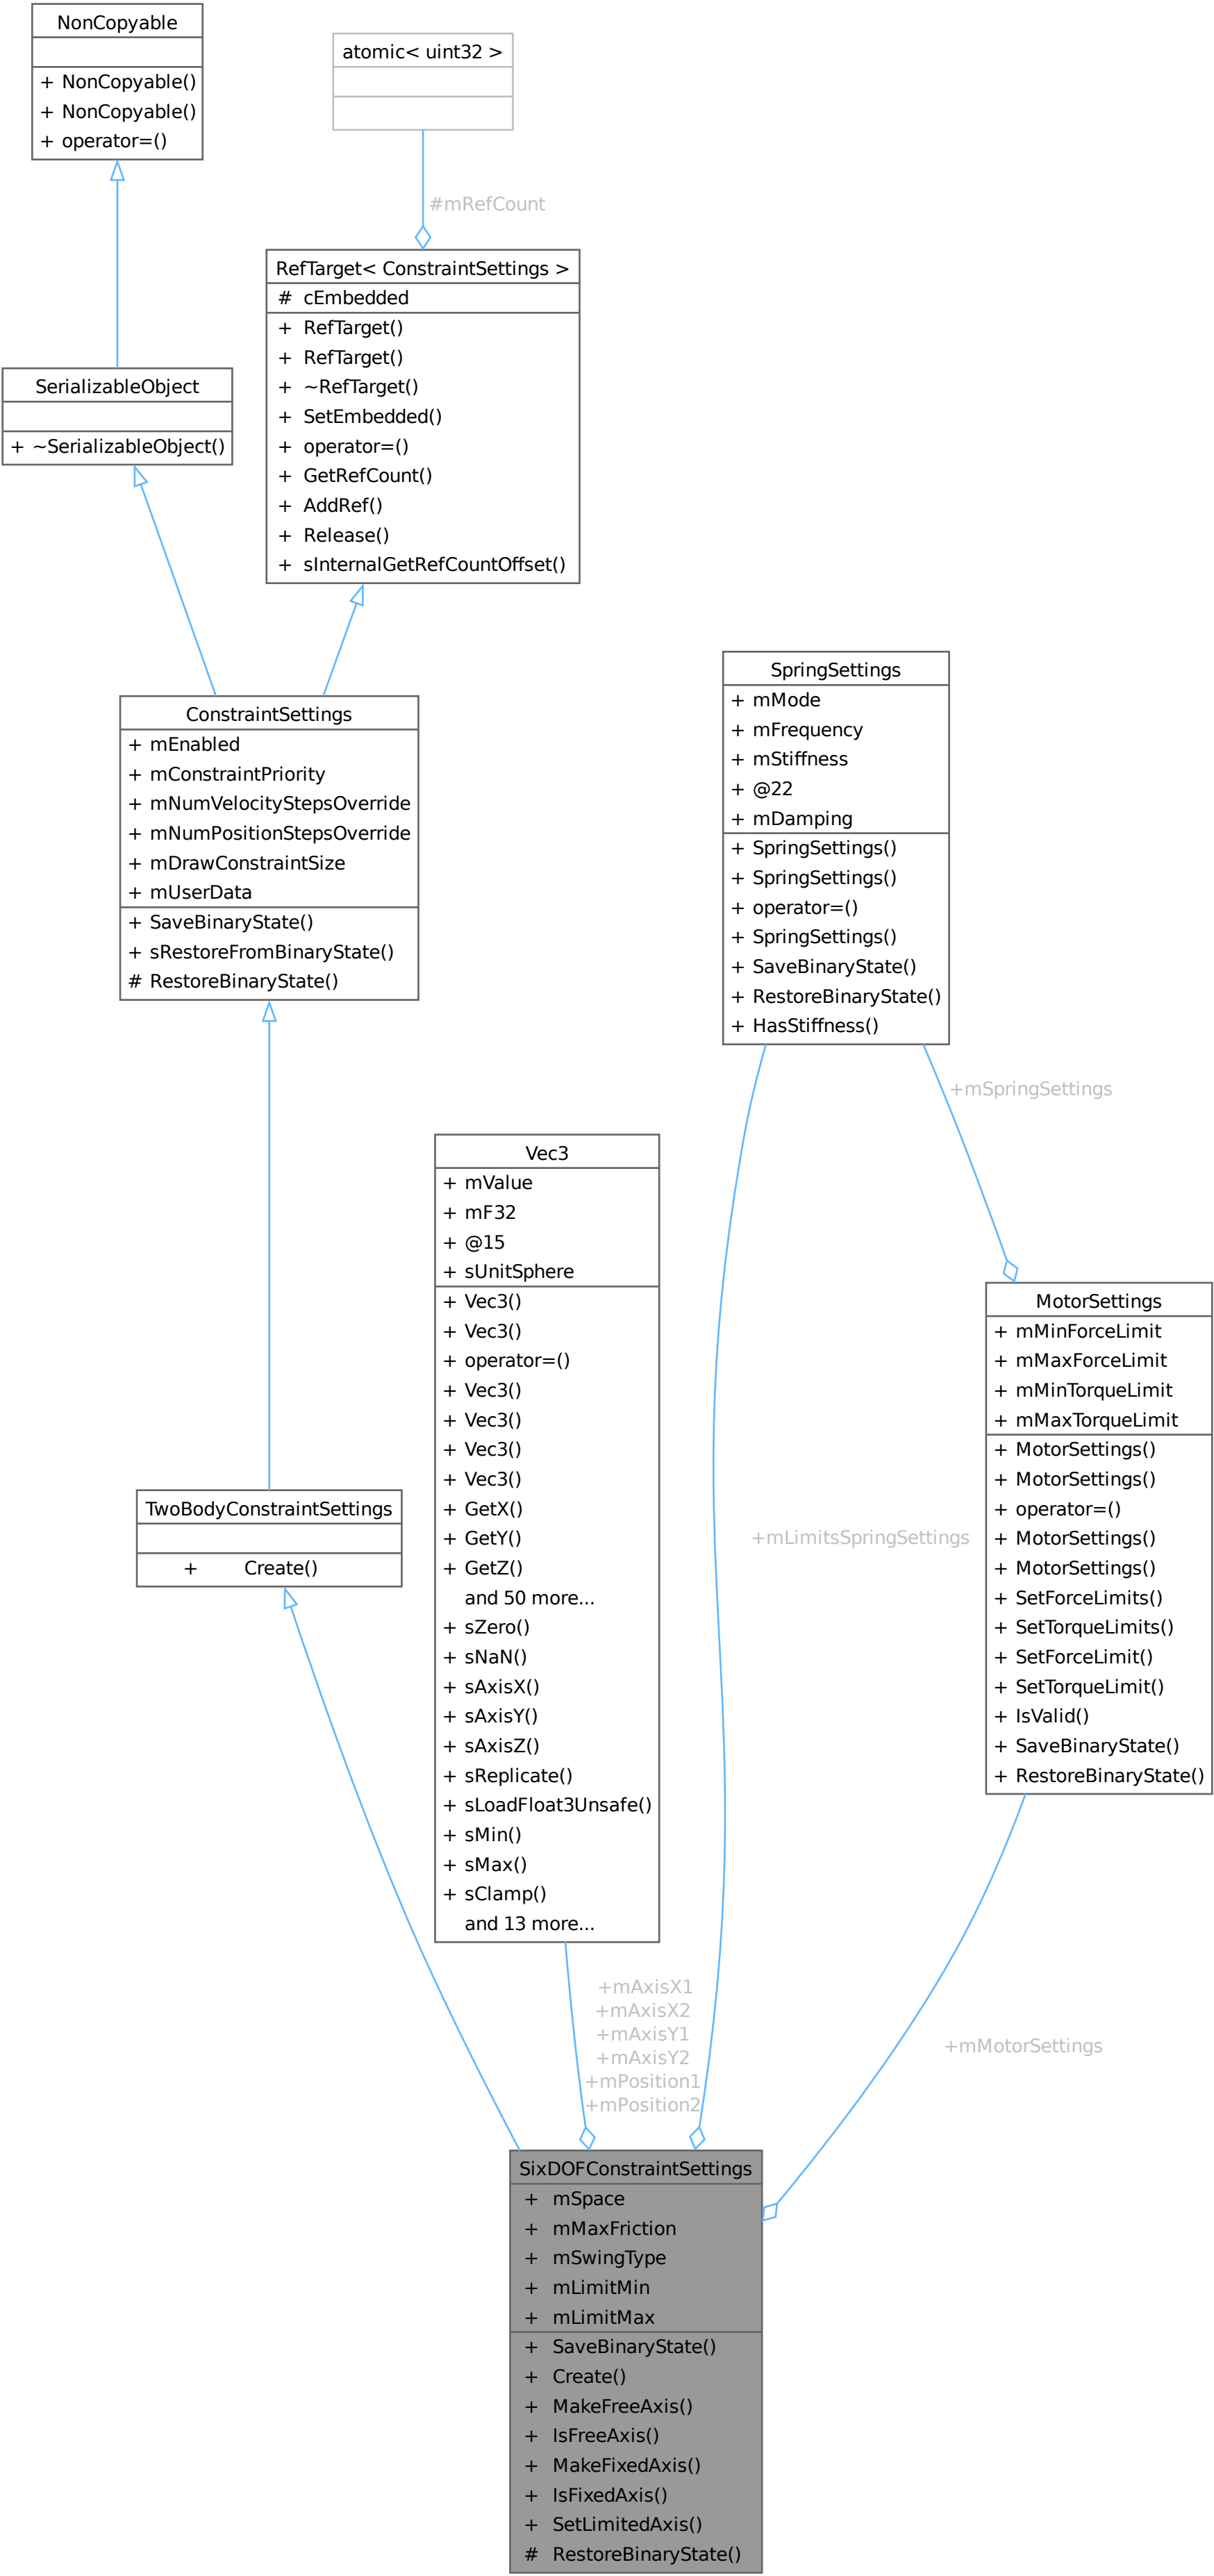 NonCopyable
+ NonCopyable()
+ NonCopyable()
+ operator=()
atomic< uint32 >
#mRefCount
RefTarget< ConstraintSettings >
# cEmbedded
+ RefTarget()
+ RefTarget()
+ ~RefTarget()
+ SetEmbedded()
+ operator=()
+ GetRefCount()
+ AddRef()
+ Release()
+ sInternalGetRefCountOffset()
SerializableObject
+ ~SerializableObject()
ConstraintSettings
+ mEnabled
+ mConstraintPriority
+ mNumVelocityStepsOverride
+ mNumPositionStepsOverride
+ mDrawConstraintSize
+ mUserData
+ SaveBinaryState()
+ sRestoreFromBinaryState()
# RestoreBinaryState()
SpringSettings
+ mMode
+ mFrequency
+ mStiffness
+ @22
+ mDamping
+ SpringSettings()
+ SpringSettings()
+ operator=()
+ SpringSettings()
+ SaveBinaryState()
+ RestoreBinaryState()
+ HasStiffness()
+mSpringSettings
Vec3
+ mValue
+ mF32
+ @15
+ sUnitSphere
+ Vec3()
+ Vec3()
+ operator=()
+ Vec3()
+ Vec3()
+ Vec3()
+ Vec3()
+ GetX()
+ GetY()
+ GetZ()
and 50 more...
+ sZero()
+ sNaN()
+ sAxisX()
+ sAxisY()
+ sAxisZ()
+ sReplicate()
+ sLoadFloat3Unsafe()
+ sMin()
+ sMax()
+ sClamp()
and 13 more...
MotorSettings
+ mMinForceLimit
+ mMaxForceLimit
+ mMinTorqueLimit
+ mMaxTorqueLimit
+ MotorSettings()
+ MotorSettings()
+ operator=()
+ MotorSettings()
+ MotorSettings()
+ SetForceLimits()
+ SetTorqueLimits()
+ SetForceLimit()
+ SetTorqueLimit()
+ IsValid()
+ SaveBinaryState()
+ RestoreBinaryState()
TwoBodyConstraintSettings
+ Create()
+mLimitsSpringSettings
+mAxisX1
+mAxisX2
+mAxisY1
+mAxisY2
+mPosition1
+mPosition2
+mMotorSettings
SixDOFConstraintSettings
+ mSpace
+ mMaxFriction
+ mSwingType
+ mLimitMin
+ mLimitMax
+ SaveBinaryState()
+ Create()
+ MakeFreeAxis()
+ IsFreeAxis()
+ MakeFixedAxis()
+ IsFixedAxis()
+ SetLimitedAxis()
# RestoreBinaryState()